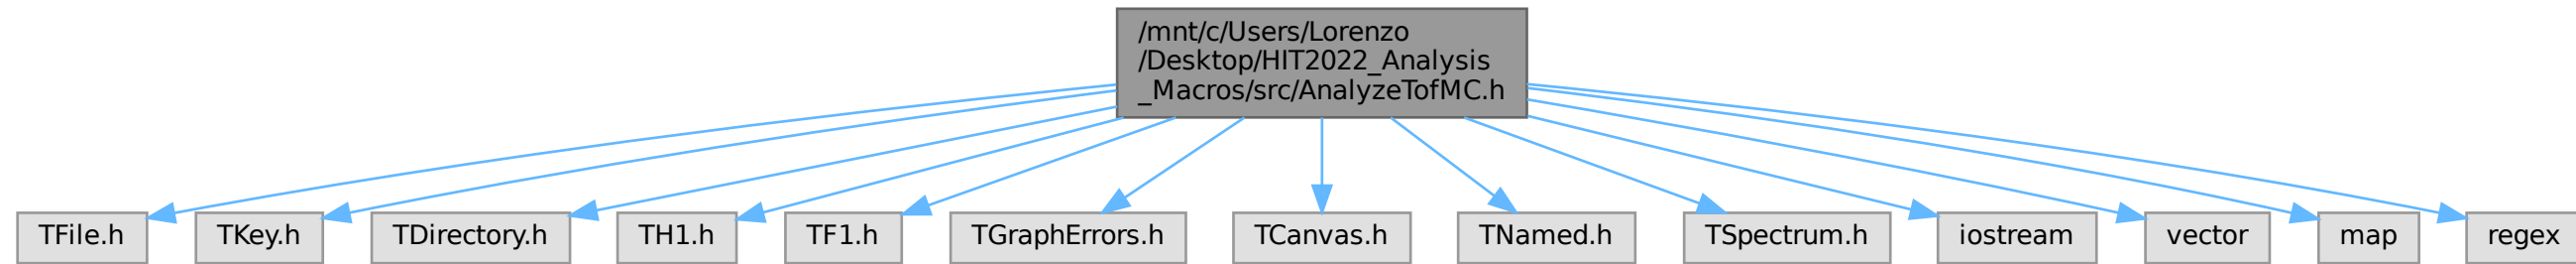 /mnt/c/Users/Lorenzo
/Desktop/HIT2022_Analysis
_Macros/src/AnalyzeTofMC.h
TFile.h
TKey.h
TDirectory.h
TH1.h
TF1.h
TGraphErrors.h
TCanvas.h
TNamed.h
TSpectrum.h
iostream
vector
map
regex